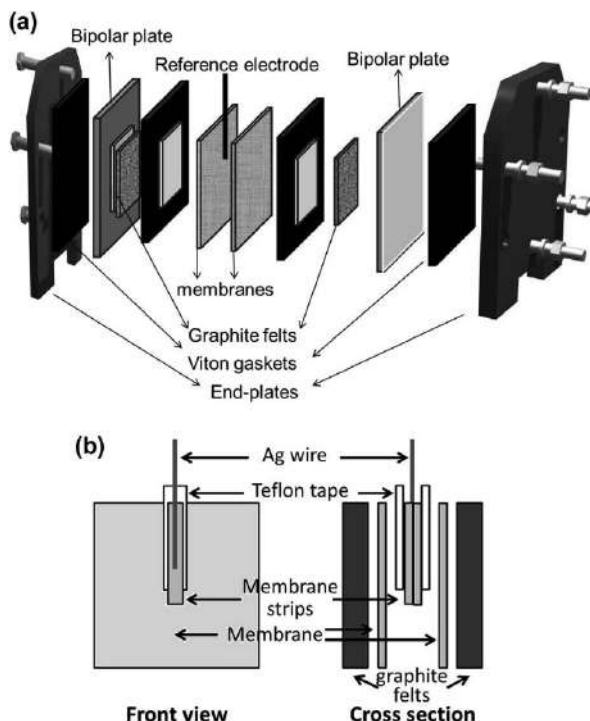 (a)
Bipolar plate
Reference electrode
Bipolar plate
membranes
Graphite felts
Viton gaskets
End-plates
(b)
Ag wire
Teflon tape
Membrane
strips
Membrane
graphite
felts
Front view
Cross section